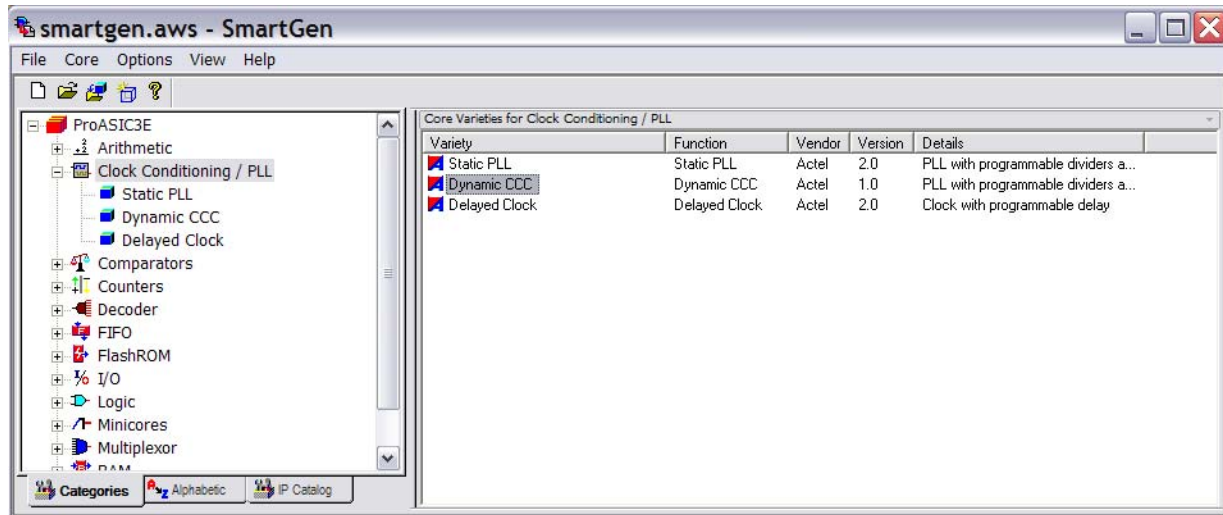 smartgen.aws - SmartGen
File Core Options View Help
ProASIC3E
Arithmetic
Clock Conditioning / PLL
Static PLL
Dynamic CCC
Delayed Clock
Comparators
Counters
Decoder
FIFO
FlashROM
I/O
Logic
Minicores
Multiplexor
RAM
Categories Alphabetic IP Catalog
Core Varieties for Clock Conditioning / PLL
Variety Function Vendor Version Details
Static PLL Static PLL Actel 2.0 PLL with programmable dividers a...
Dynamic CCC Dynamic CCC Actel 1.0 PLL with programmable dividers a...
Delayed Clock Delayed Clock Actel 2.0 Clock with programmable delay